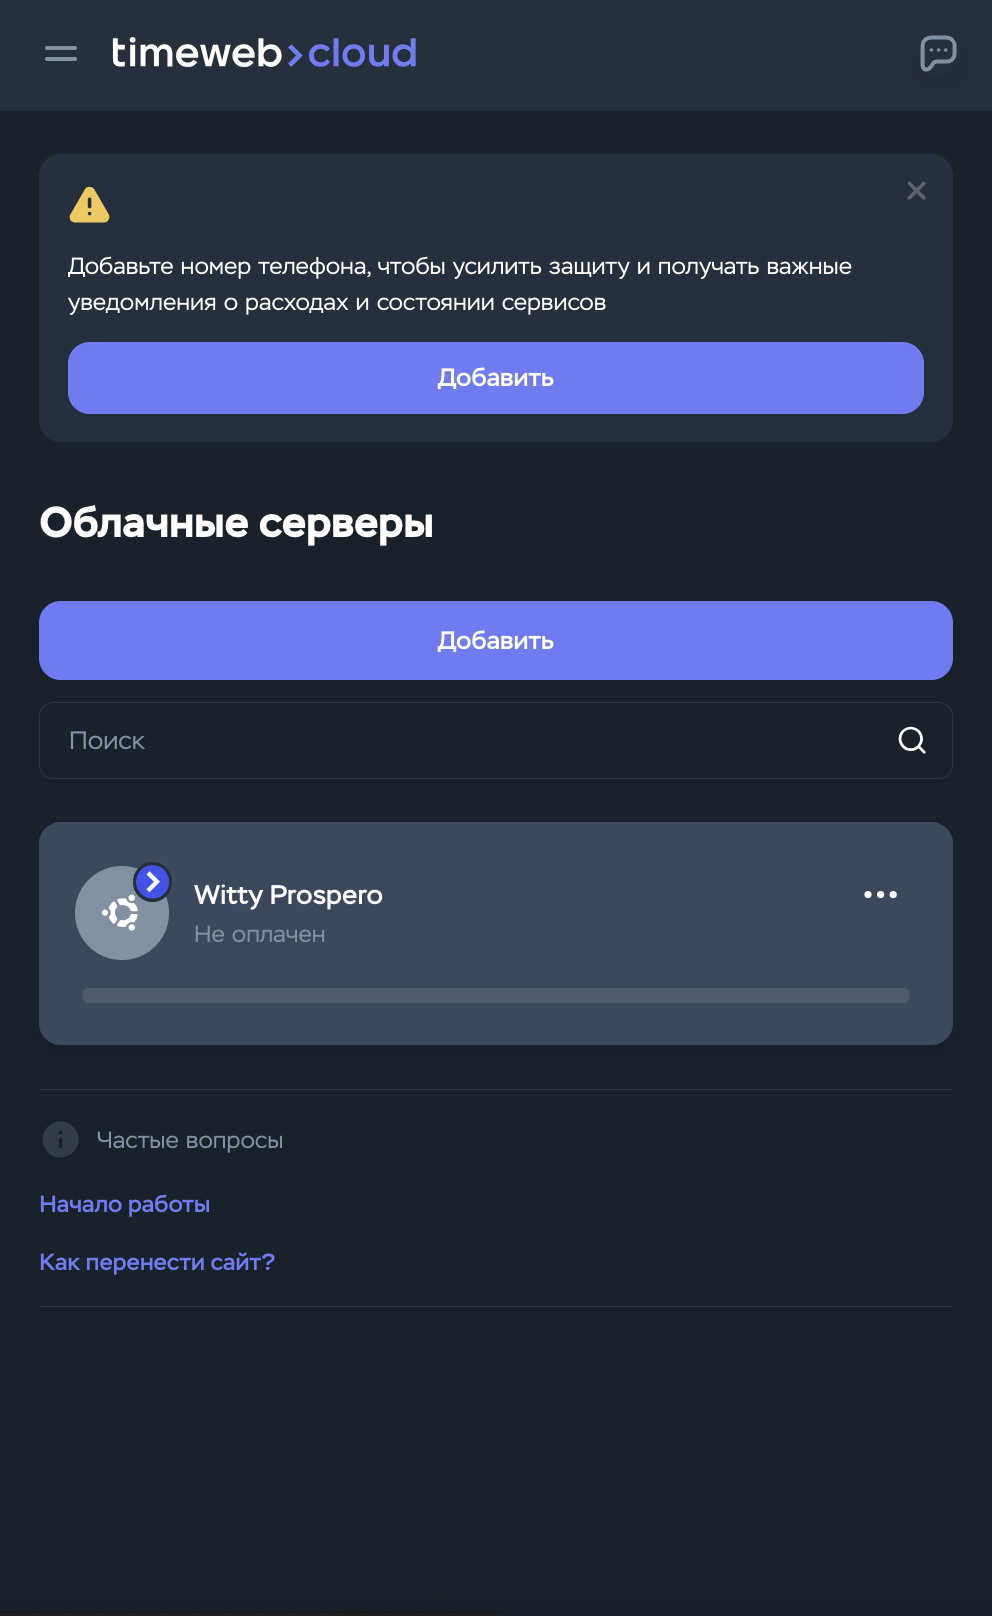 timeweb>cloud
Добавьте номер телефона, чтобы усилить защиту и получать важные
уведомления о расходах и состоянии сервисов
Добавить
Облачные серверы
Добавить
Поиск
Witty Prospero
Не оплачен
Частые вопросы
Начало работы
Как перенести сайт?